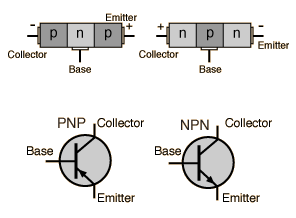 Emitter
- p n p +
Collector
Base
+ n p n -
Collector
Emitter
Base
PNP
Collector
Base
Emitter
NPN
Collector
Base
Emitter